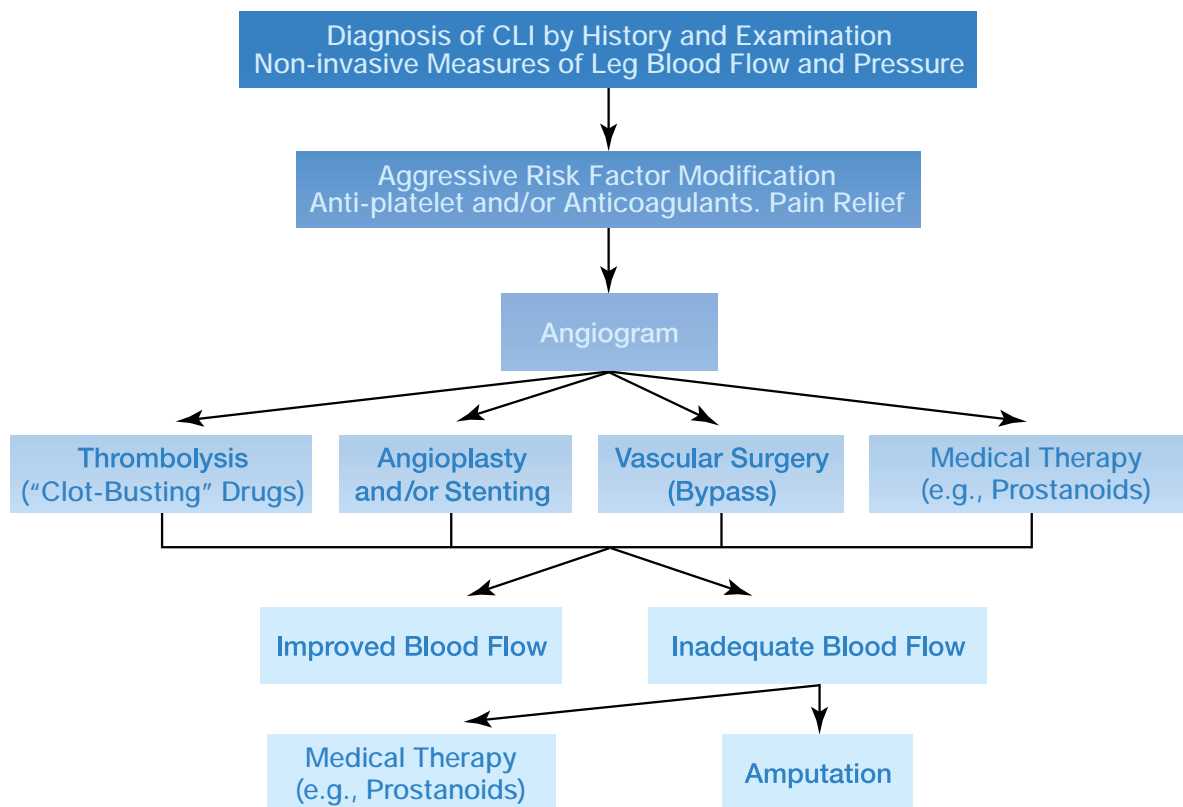 Diagnosis of CLI by History and Examination
Non-invasive Measures of Leg Blood Flow and Pressure
Aggressive Risk Factor Modification
Anti-platelet and/or Anticoagulants. Pain Relief
Angiogram
Thrombolysis
(“Clot-Busting” Drugs)
Angioplasty
and/or Stenting
Vascular Surgery
(Bypass)
Medical Therapy
(e.g., Prostanoids)
Improved Blood Flow
Inadequate Blood Flow
Medical Therapy
(e.g., Prostanoids)
Amputation